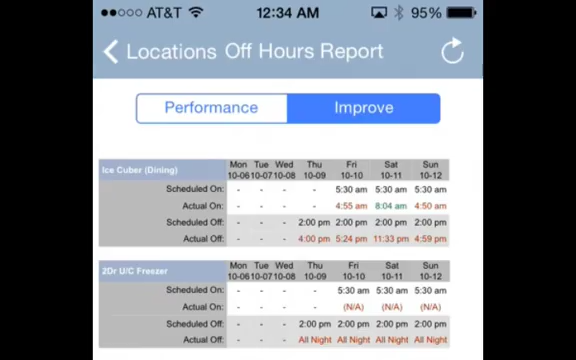 AT&T 12:34 AM 95%
Locations Off Hours Report
Performance Improve
Ice Cuber (Dining) Mon 10-06 Tue 10-07 Wed 10-08 Thu 10-09 Fri 10-10 Sat 10-11 Sun 10-12
Scheduled On: - - - - 5:30 am 5:30 am 5:30 am
Actual On: - - - - 4:55 am 8:04 am 4:50 am
Scheduled Off: - - - 2:00 pm 2:00 pm 2:00 pm 2:00 pm
Actual Off: - - - 4:00 pm 5:24 pm 11:33 pm 4:59 pm
2Dr U/C Freezer Mon 10-06 Tue 10-07 Wed 10-08 Thu 10-09 Fri 10-10 Sat 10-11 Sun 10-12
Scheduled On: - - - - 5:30 am 5:30 am 5:30 am
Actual On: - - - - (N/A) (N/A) (N/A)
Scheduled Off: - - - 2:00 pm 2:00 pm 2:00 pm 2:00 pm
Actual Off: - - - All Night All Night All Night All Night